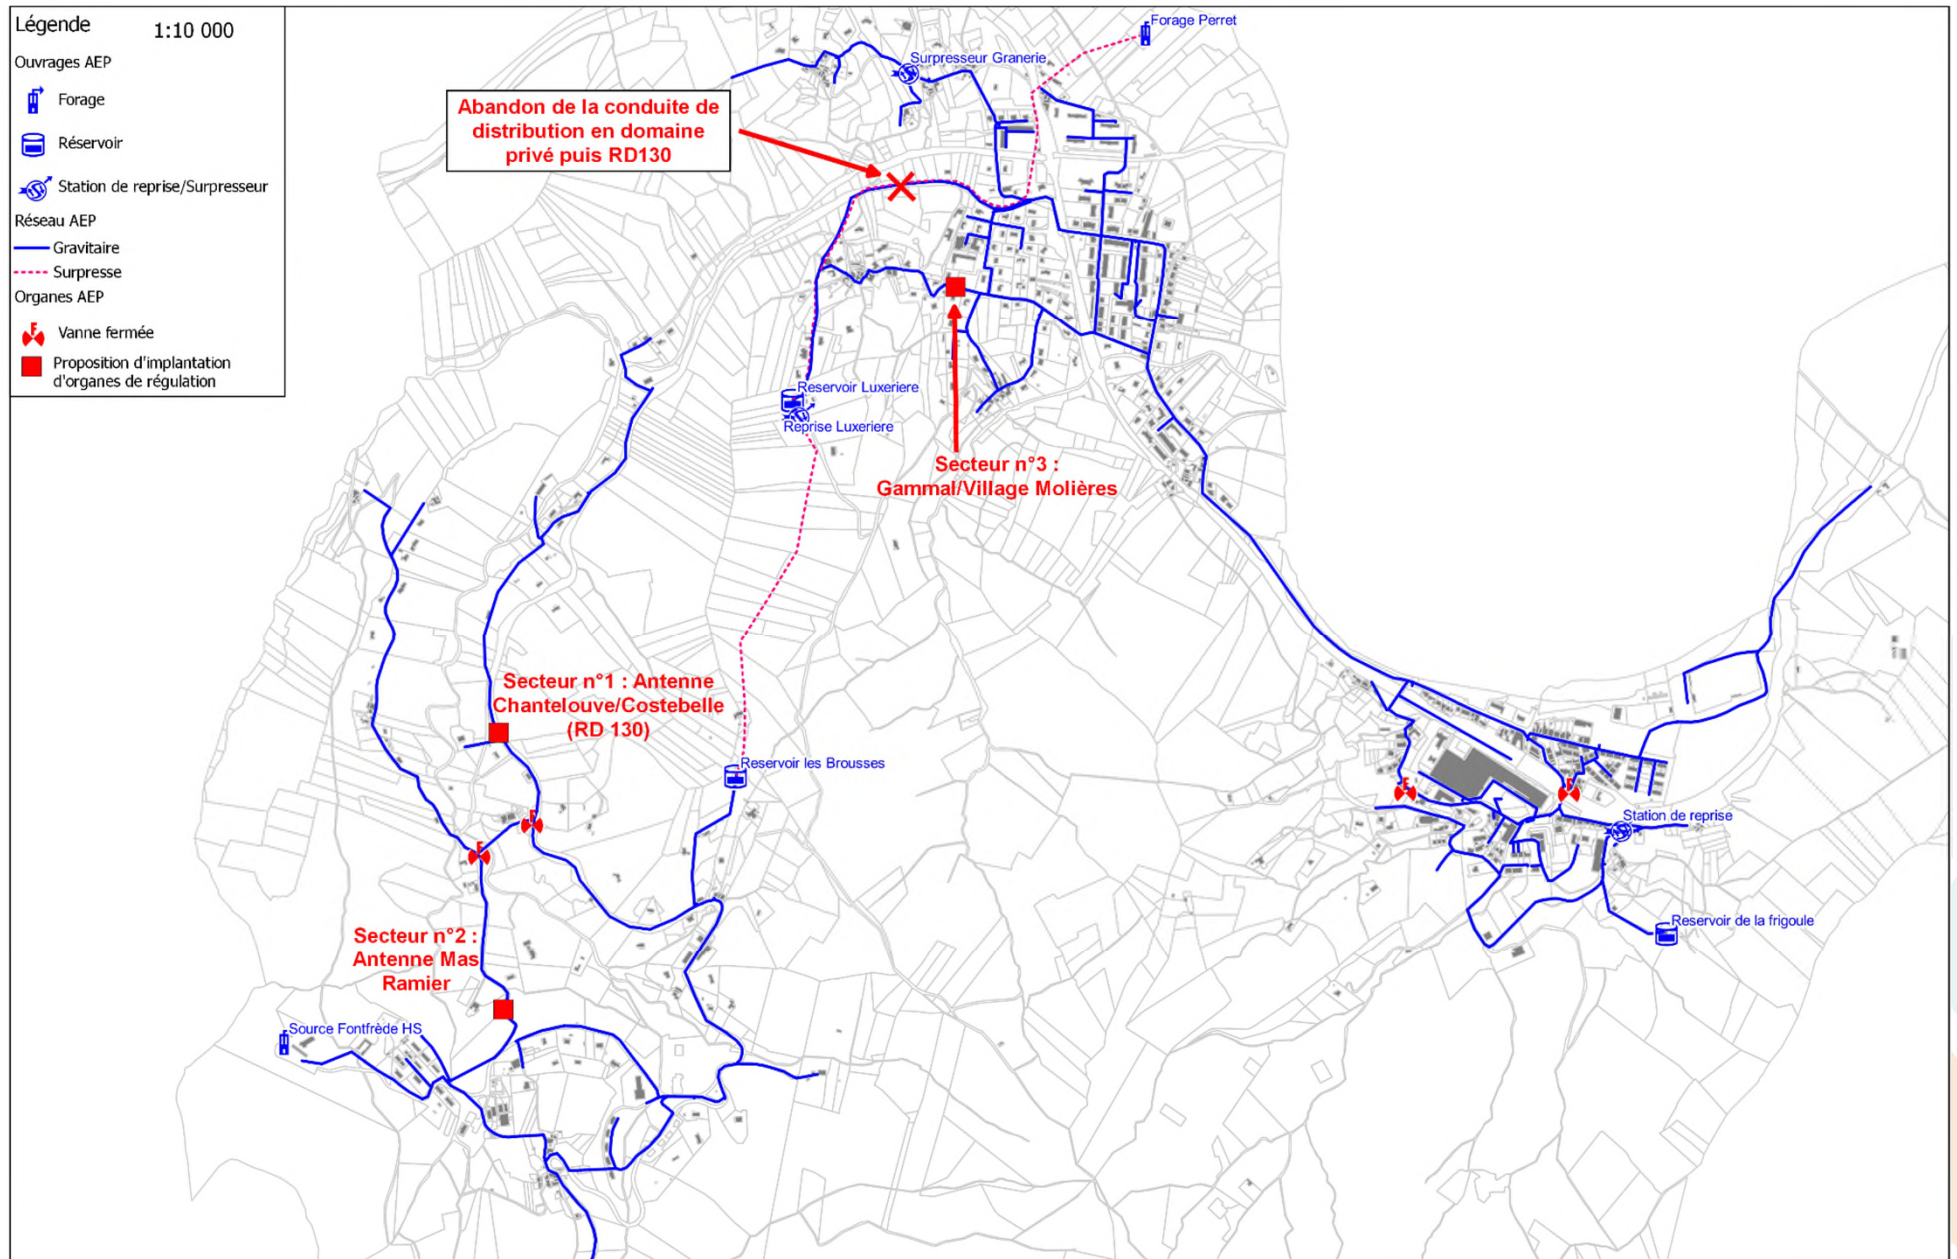 Légende
1:10 000
Ouvrages AEP
Forage
Réservoir
Station de reprise/Surpresseur
Réseau AEP
Gravitaire
Surpresse
Organes AEP
Vanne fermée
Proposition d'implantation
d'organes de régulation
Forage Perret
Surpresseur Granerie
Abandon de la conduite de
distribution en domaine
privé puis RD130
Reservoir Luxeriere
Reprise Luxeriere
Secteur n°3 :
Gammal/Village Molières
Secteur n°1 : Antenne
Chantelouve/Costebelle
(RD 130)
Reservoir les Brousses
F
F
F
F
Station de reprise
Reservoir de la frigoule
Secteur n°2 :
Antenne Mas
Ramier
Source Fontfrède HS